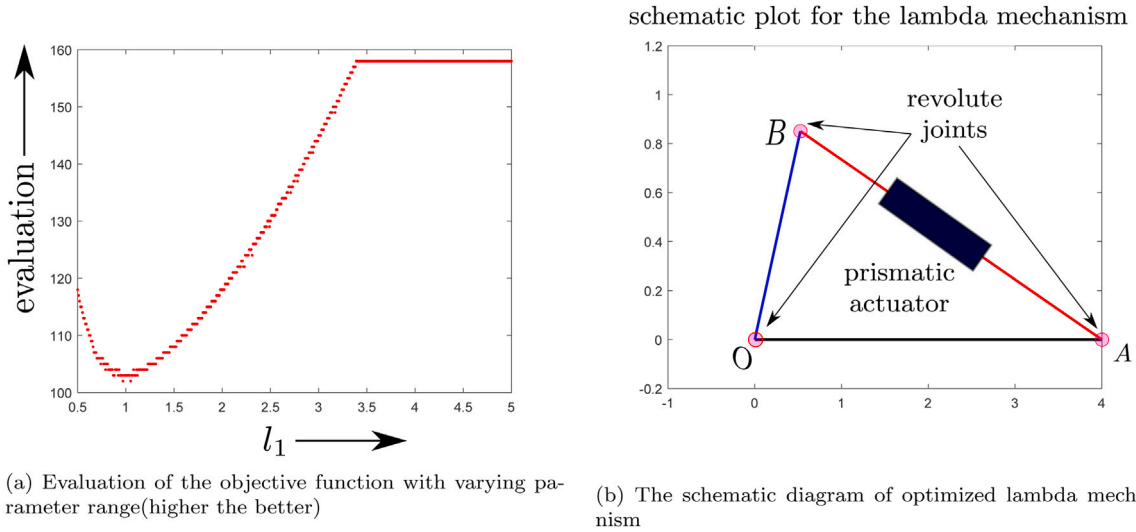 160
150
140
130
120
110
100
0.5 1 1.5 2 2.5 3 3.5 4 4.5 5
evaluation
l₁
(a) Evaluation of the objective function with varying pa-
rameter range(higher the better)
schematic plot for the lambda mechanism
1.2
1
0.8
0.6
0.4
0.2
0
-0.2
-1 0 1 2 3 4
revolute
joints
B
prismatic
actuator
O
A
(b) The schematic diagram of optimized lambda mech
nism